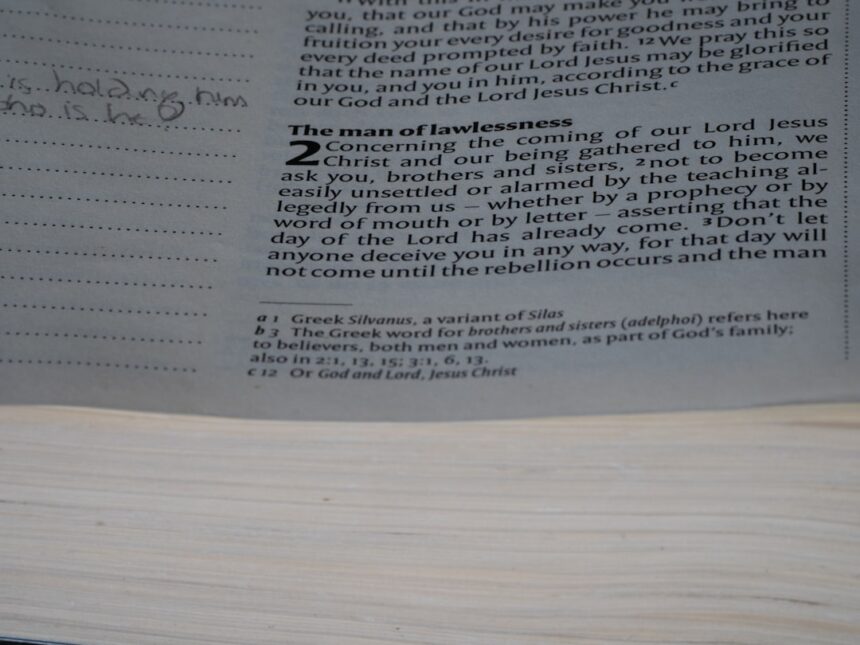 is holding him
who is he
you, that our God may make you
calling, and that by his power he may bring to
fruition your every desire for goodness and your
every deed prompted by faith. 12 We pray this so
that the name of our Lord Jesus may be glorified
in you, and you in him, according to the grace of
our God and the Lord Jesus Christ. c
The man of lawlessness
2 Concerning the coming of our Lord Jesus
Christ and our being gathered to him, we
ask you, brothers and sisters, 2 not to become
easily unsettled or alarmed by the teaching al-
legedly from us – whether by a prophecy or by
word of mouth or by letter – asserting that the
day of the Lord has already come. 3 Don't let
anyone deceive you in any way, for that day will
not come until the rebellion occurs and the man
a 1 Greek Silvanus, a variant of Silas
b 3 The Greek word for brothers and sisters (adelphoi) refers here
to believers, both men and women, as part of God's family;
also in 2:1, 13, 15; 3:1, 6, 13.
c 12 Or God and Lord, Jesus Christ